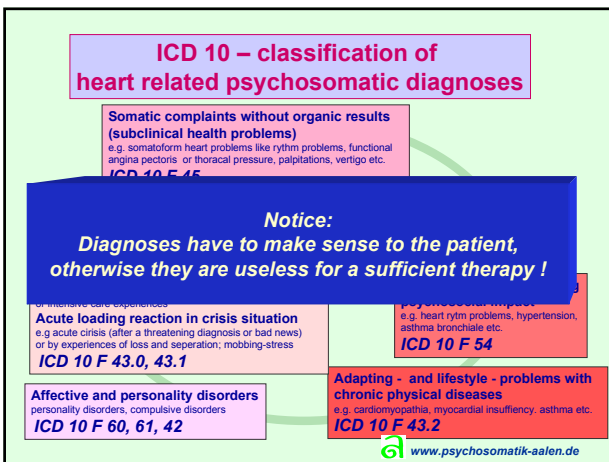 ICD 10 – classification of
heart related psychosomatic diagnoses
Somatic complaints without organic results
(subclinical health problems)
e.g. somatoform heart problems like rythm problems, functional
angina pectoris or thoracal pressure, palpitations, vertigo etc.
ICD 10 F 45
Notice:
Diagnoses have to make sense to the patient,
otherwise they are useless for a sufficient therapy !
or intensive care experiences
Acute loading reaction in crisis situation
e.g acute cirisis (after a threatening diagnosis or bad news)
or by experiences of loss and seperation; mobbing-stress
ICD 10 F 43.0, 43.1
psychosocial impact
e.g. heart rytm problems, hypertension,
asthma bronchiale etc.
ICD 10 F 54
Affective and personality disorders
personality disorders, compulsive disorders
ICD 10 F 60, 61, 42
Adapting - and lifestyle - problems with
chronic physical diseases
e.g. cardiomyopathia, myocardial insuffiency. asthma etc.
ICD 10 F 43.2
a www.psychosomatik-aalen.de